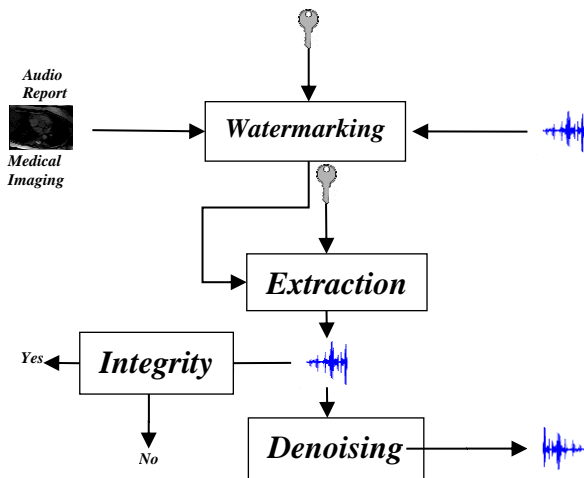 Audio
Report
Watermarking
Medical
Imaging
Extraction
Yes
Integrity
No
Denoising